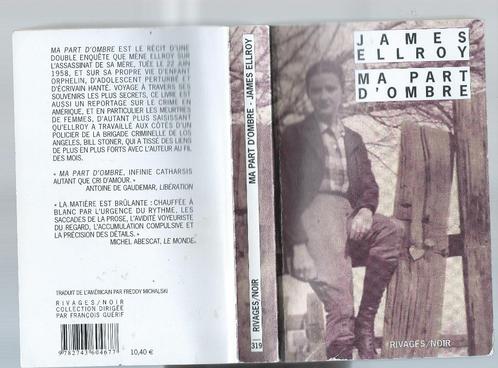 MA PART D'OMBRE EST LE RÉCIT D'UNE
DOUBLE ENQUÊTE QUE MÈNE ELLROY SUR
L'ASSASSINAT DE SA MÈRE, TUÉE LE 22 JUIN
1958, ET SUR SA PROPRE VIE D'ENFANT
ORPHELIN, D'ADOLESCENT PERTURBÉ ET
D'ÉCRIVAIN HANTÉ. VOYAGE À TRAVERS SES
SOUVENIRS LES PLUS SECRETS, CE LIVRE EST
AUSSI UN REPORTAGE SUR LE CRIME EN
AMÉRIQUE, ET EN PARTICULIER LES MEURTRES
DE FEMMES, D'AUTANT PLUS SAISISSANT
QU'ELLROY A TRAVAILLÉ AUX CÔTÉS D'UN
POLICIER DE LA BRIGADE CRIMINELLE DE LOS
ANGELES, BILL STONER, QUI A TISSÉ DES LIENS
DE PLUS EN PLUS FORTS AVEC L'AUTEUR AU FIL
DES MOIS.
« MA PART D'OMBRE, INFINIE CATHARSIS
AUTANT QUE CRI D'AMOUR. »
ANTOINE DE GAUDEMAR, LIBÉRATION
« LA MATIÈRE EST BRÛLANTE : CHAUFFÉE À
BLANC PAR L'URGENCE DU RYTHME, LES
SACCADES DE LA PROSE, L'AVIDITÉ VOYEURISTE
DU REGARD, L'ACCUMULATION COMPULSIVE ET
LA PRÉCISION DES DÉTAILS. »
MICHEL ABESCAT, LE MONDE.
TRADUIT DE L'AMÉRICAIN PAR FREDDY MICHALSKI
RIVAGES/NOIR
COLLECTION DIRIGÉE
PAR FRANÇOIS GUÉRIF
9 782743 604677
10,40 €
MA PART D'OMBRE - JAMES ELLROY
RIVAGES/NOIR
319
JAMES
ELLROY
MA PART
D'OMBRE
RIVAGES/NOIR